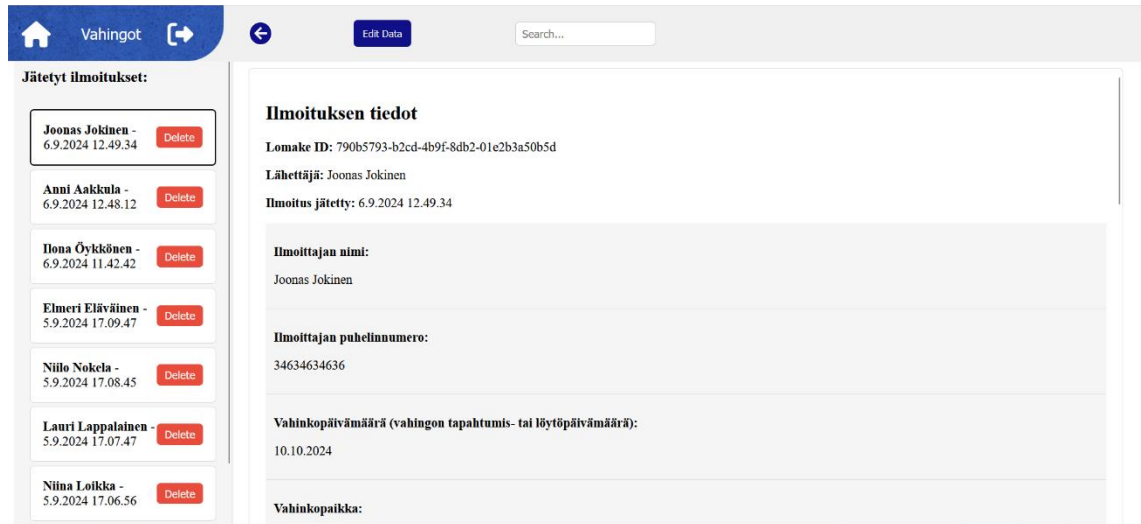 Vahingot
Edit Data
Search...
Jätetyt ilmoitukset:
Joonas Jokinen -
6.9.2024 12.49.34
Delete
Anni Aakkula -
6.9.2024 12.48.12
Delete
Ilona Öykkönen -
6.9.2024 11.42.42
Delete
Elmeri Eläväinen -
5.9.2024 17.09.47
Delete
Niilo Nokela -
5.9.2024 17.08.45
Delete
Lauri Lappalainen -
5.9.2024 17.07.47
Delete
Niina Loikka -
5.9.2024 17.06.56
Delete
Ilmoituksen tiedot
Lomake ID: 790b5793-b2cd-4b9f-8db2-01e2b3a50b5d
Lähettäjä: Joonas Jokinen
Ilmoitus jätetty: 6.9.2024 12.49.34
Ilmoittajan nimi:
Joonas Jokinen
Ilmoittajan puhelinnumero:
34634634636
Vahinkopäivämäärä (vahingon tapahtumis- tai löytöpäivämäärä):
10.10.2024
Vahinkopaikka: